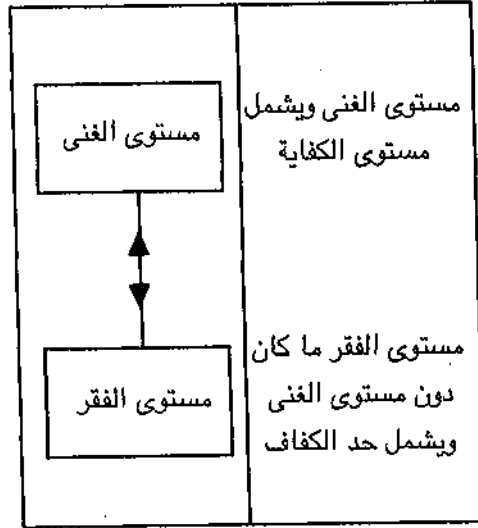 مستوى الغنى ويشمل
مستوى الكفاية
مستوى الغنى
مستوى الفقر ما كان
دون مستوى الغنى
ويشمل حد الكفاف
مستوى الفقر